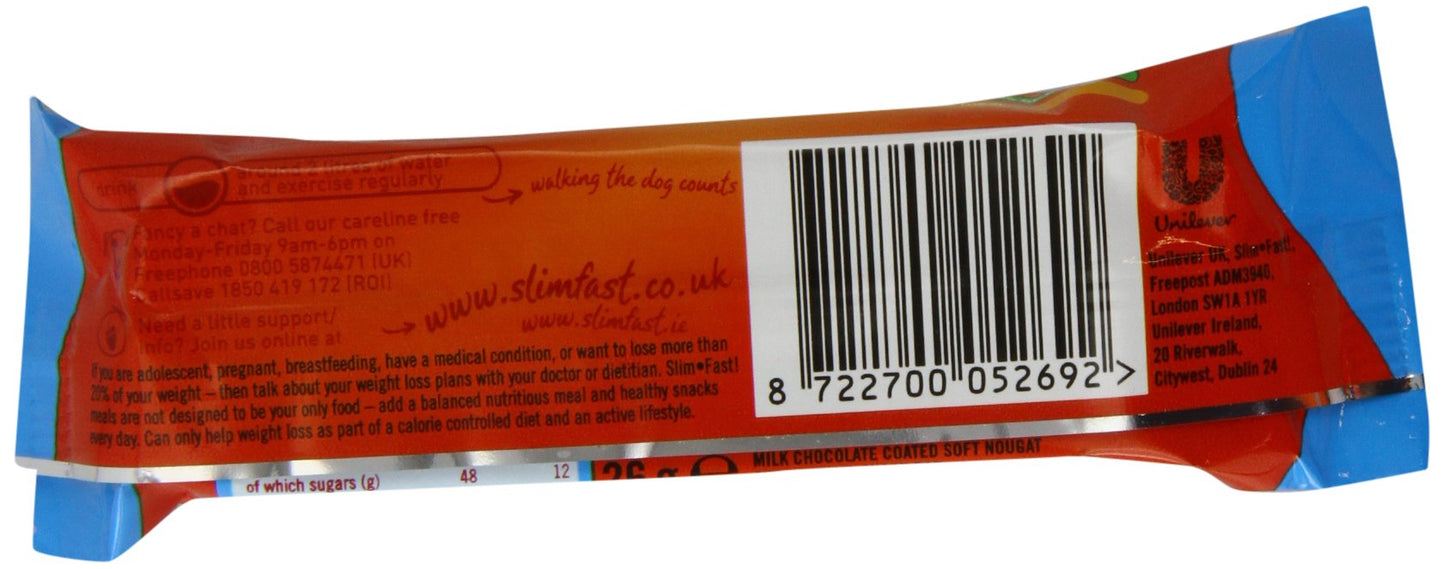 drink around 2 litres of water
and exercise regularly
walking the dog counts
Fancy a chat? Call our careline free
Monday-Friday 9am-6pm on
Freephone 0800 5874471 (UK)
Callsave 1850 419 172 (ROI)
Need a little support/
info? Join us online at
www.slimfast.co.uk
www.slimfast.ie
If you are adolescent, pregnant, breastfeeding, have a medical condition, or want to lose more than
20% of your weight – then talk about your weight loss plans with your doctor or dietitian. Slim•Fast!
meals are not designed to be your only food – add a balanced nutritious meal and healthy snacks
every day. Can only help weight loss as part of a calorie controlled diet and an active lifestyle.
8 722700 052692 >
Unilever
Unilever UK, Slim•Fast!,
Freepost ADM3940,
London SW1A 1YR
Unilever Ireland,
20 Riverwalk,
Citywest, Dublin 24
of which sugars (g) 48 12
26 g e
MILK CHOCOLATE COATED SOFT NOUGAT